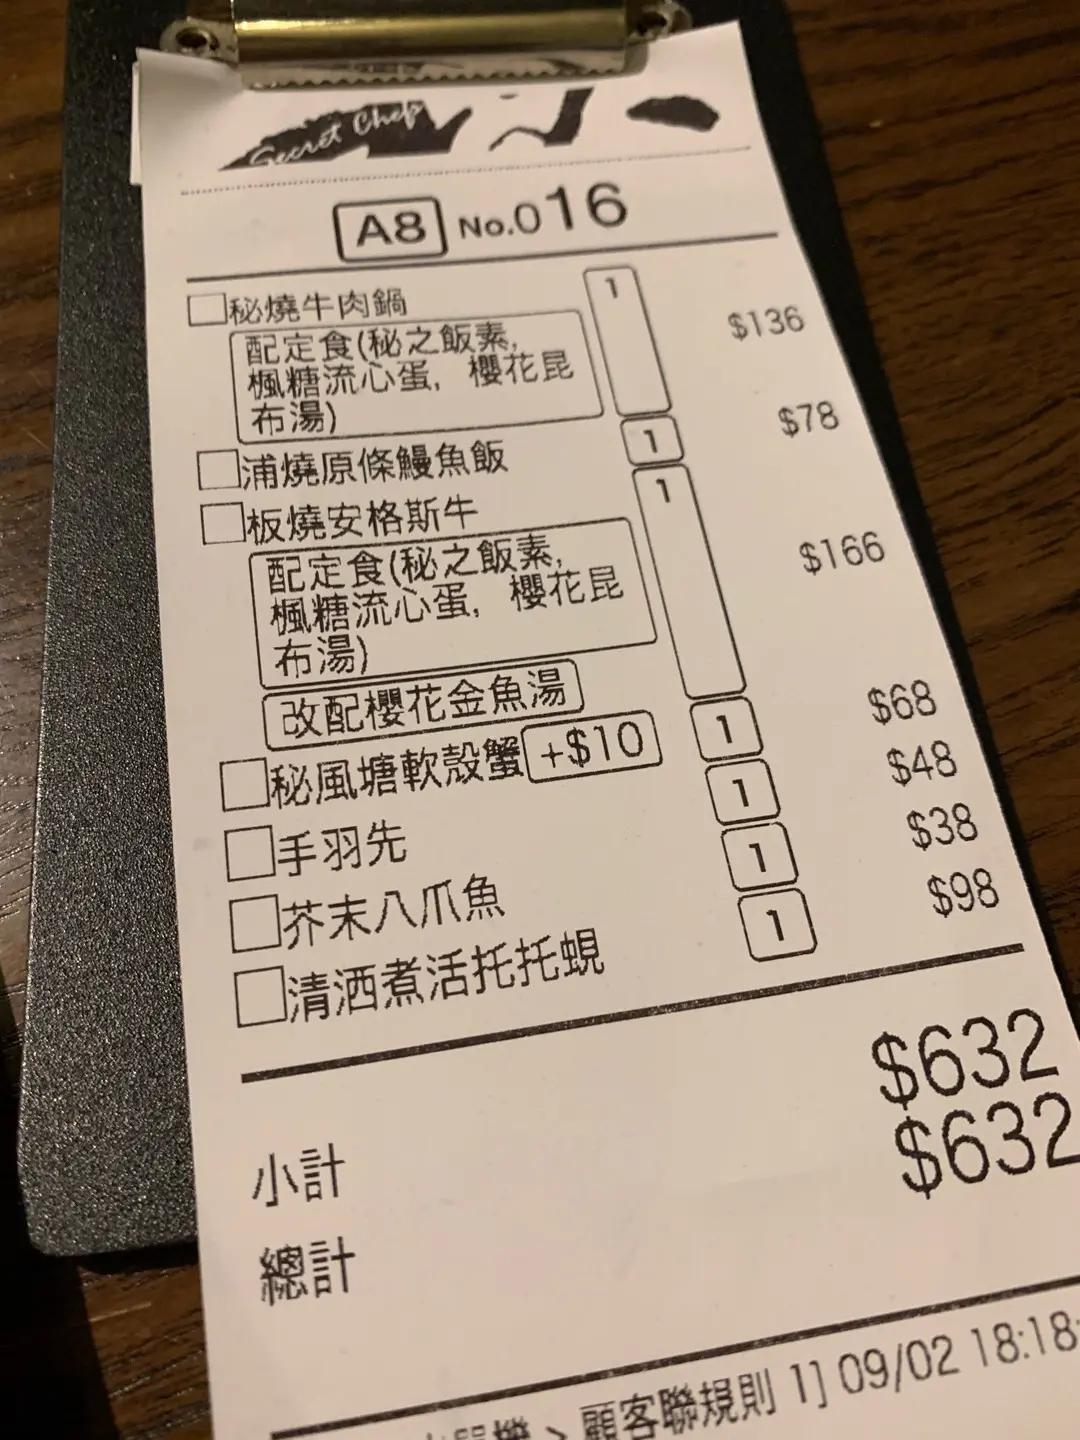 Secret Chef
A8 No.016
秘燒牛肉鍋 1 $136
配定食(秘之飯素,
楓糖流心蛋, 櫻花昆
布湯)
浦燒原條鰻魚飯 1 $78
板燒安格斯牛 1 $166
配定食(秘之飯素,
楓糖流心蛋, 櫻花昆
布湯)
改配櫻花金魚湯
+$10
秘風塘軟殼蟹 1 $68
手羽先 1 $48
芥末八爪魚 1 $38
清酒煮活托托蜆 1 $98
小計 $632
總計 $632
顧客聯規則 1] 09/02 18:18